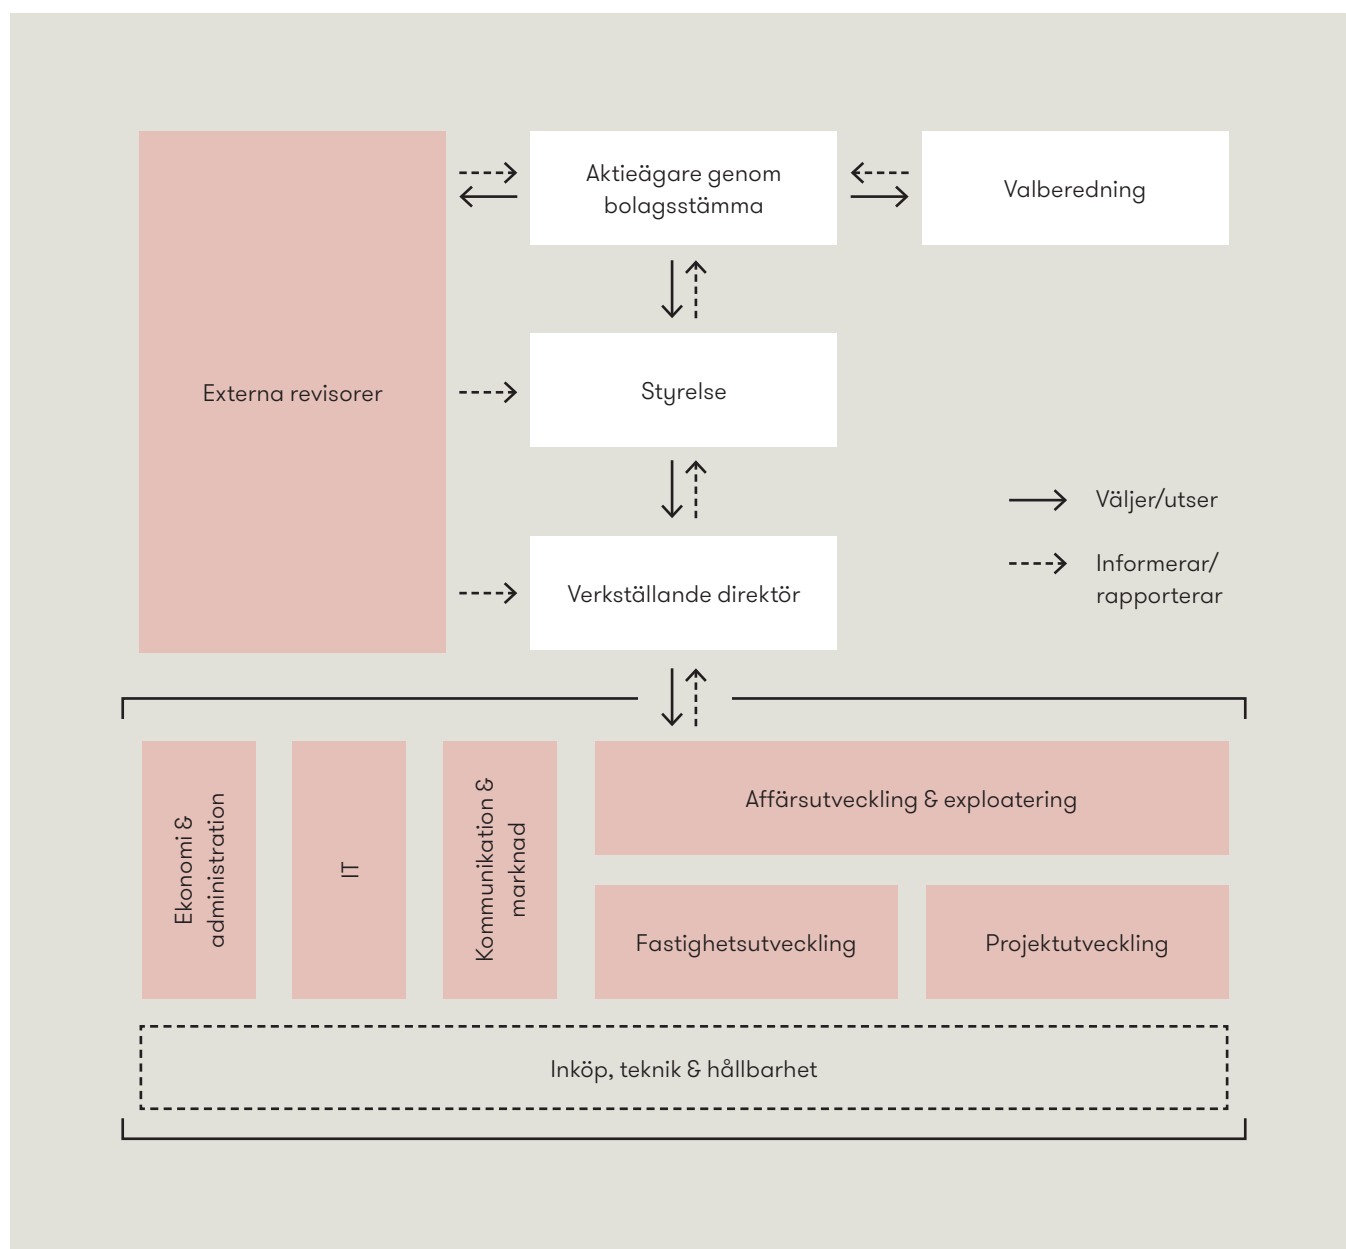 Aktieägare genom
bolagsstämma
Valberedning
Externa revisorer
Styrelse
Väljer/utser
Informerar/
rapporterar
Verkställande direktör
Ekonomi &
administration
IT
Kommunikation &
marknad
Affärsutveckling & exploatering
Fastighetsutveckling
Projektutveckling
Inköp, teknik & hållbarhet